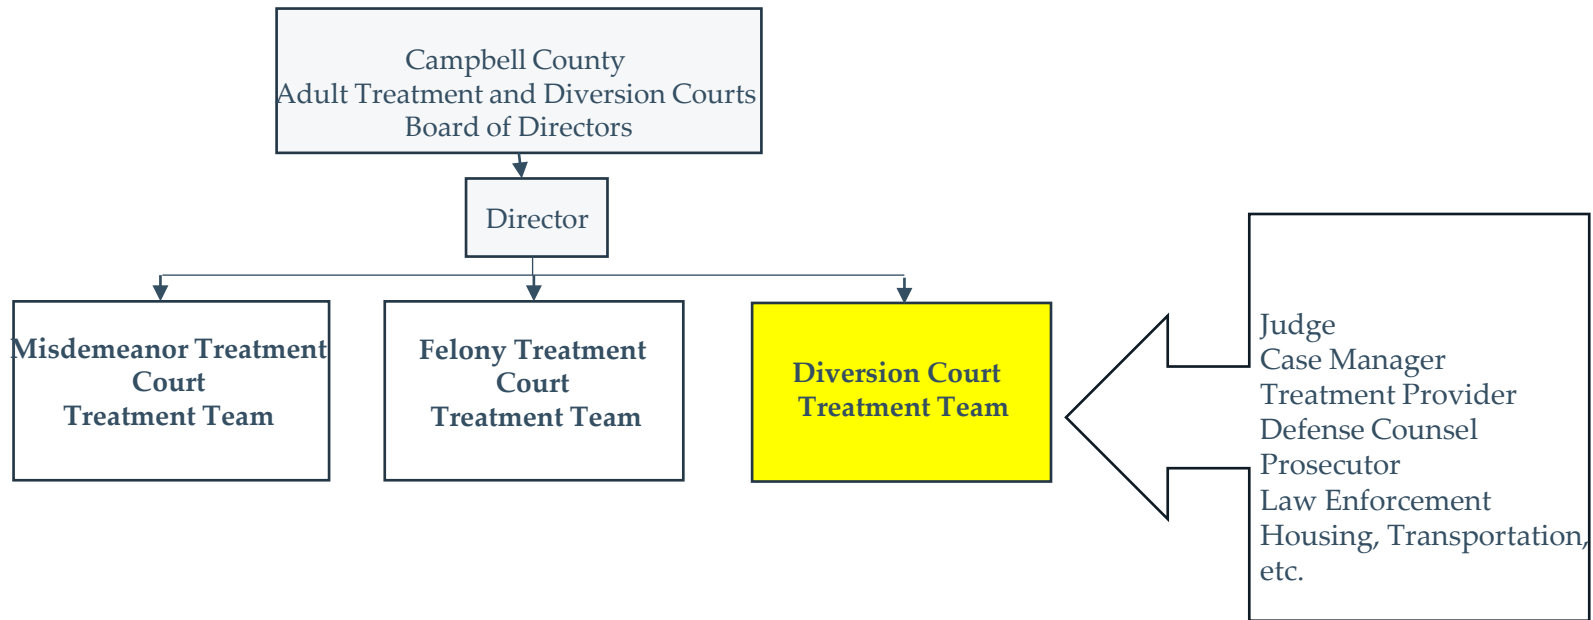 Campbell County
Adult Treatment and Diversion Courts
Board of Directors
Director
Misdemeanor Treatment
Court
Treatment Team
Felony Treatment
Court
Treatment Team
Diversion Court
Treatment Team
Judge
Case Manager
Treatment Provider
Defense Counsel
Prosecutor
Law Enforcement
Housing, Transportation,
etc.